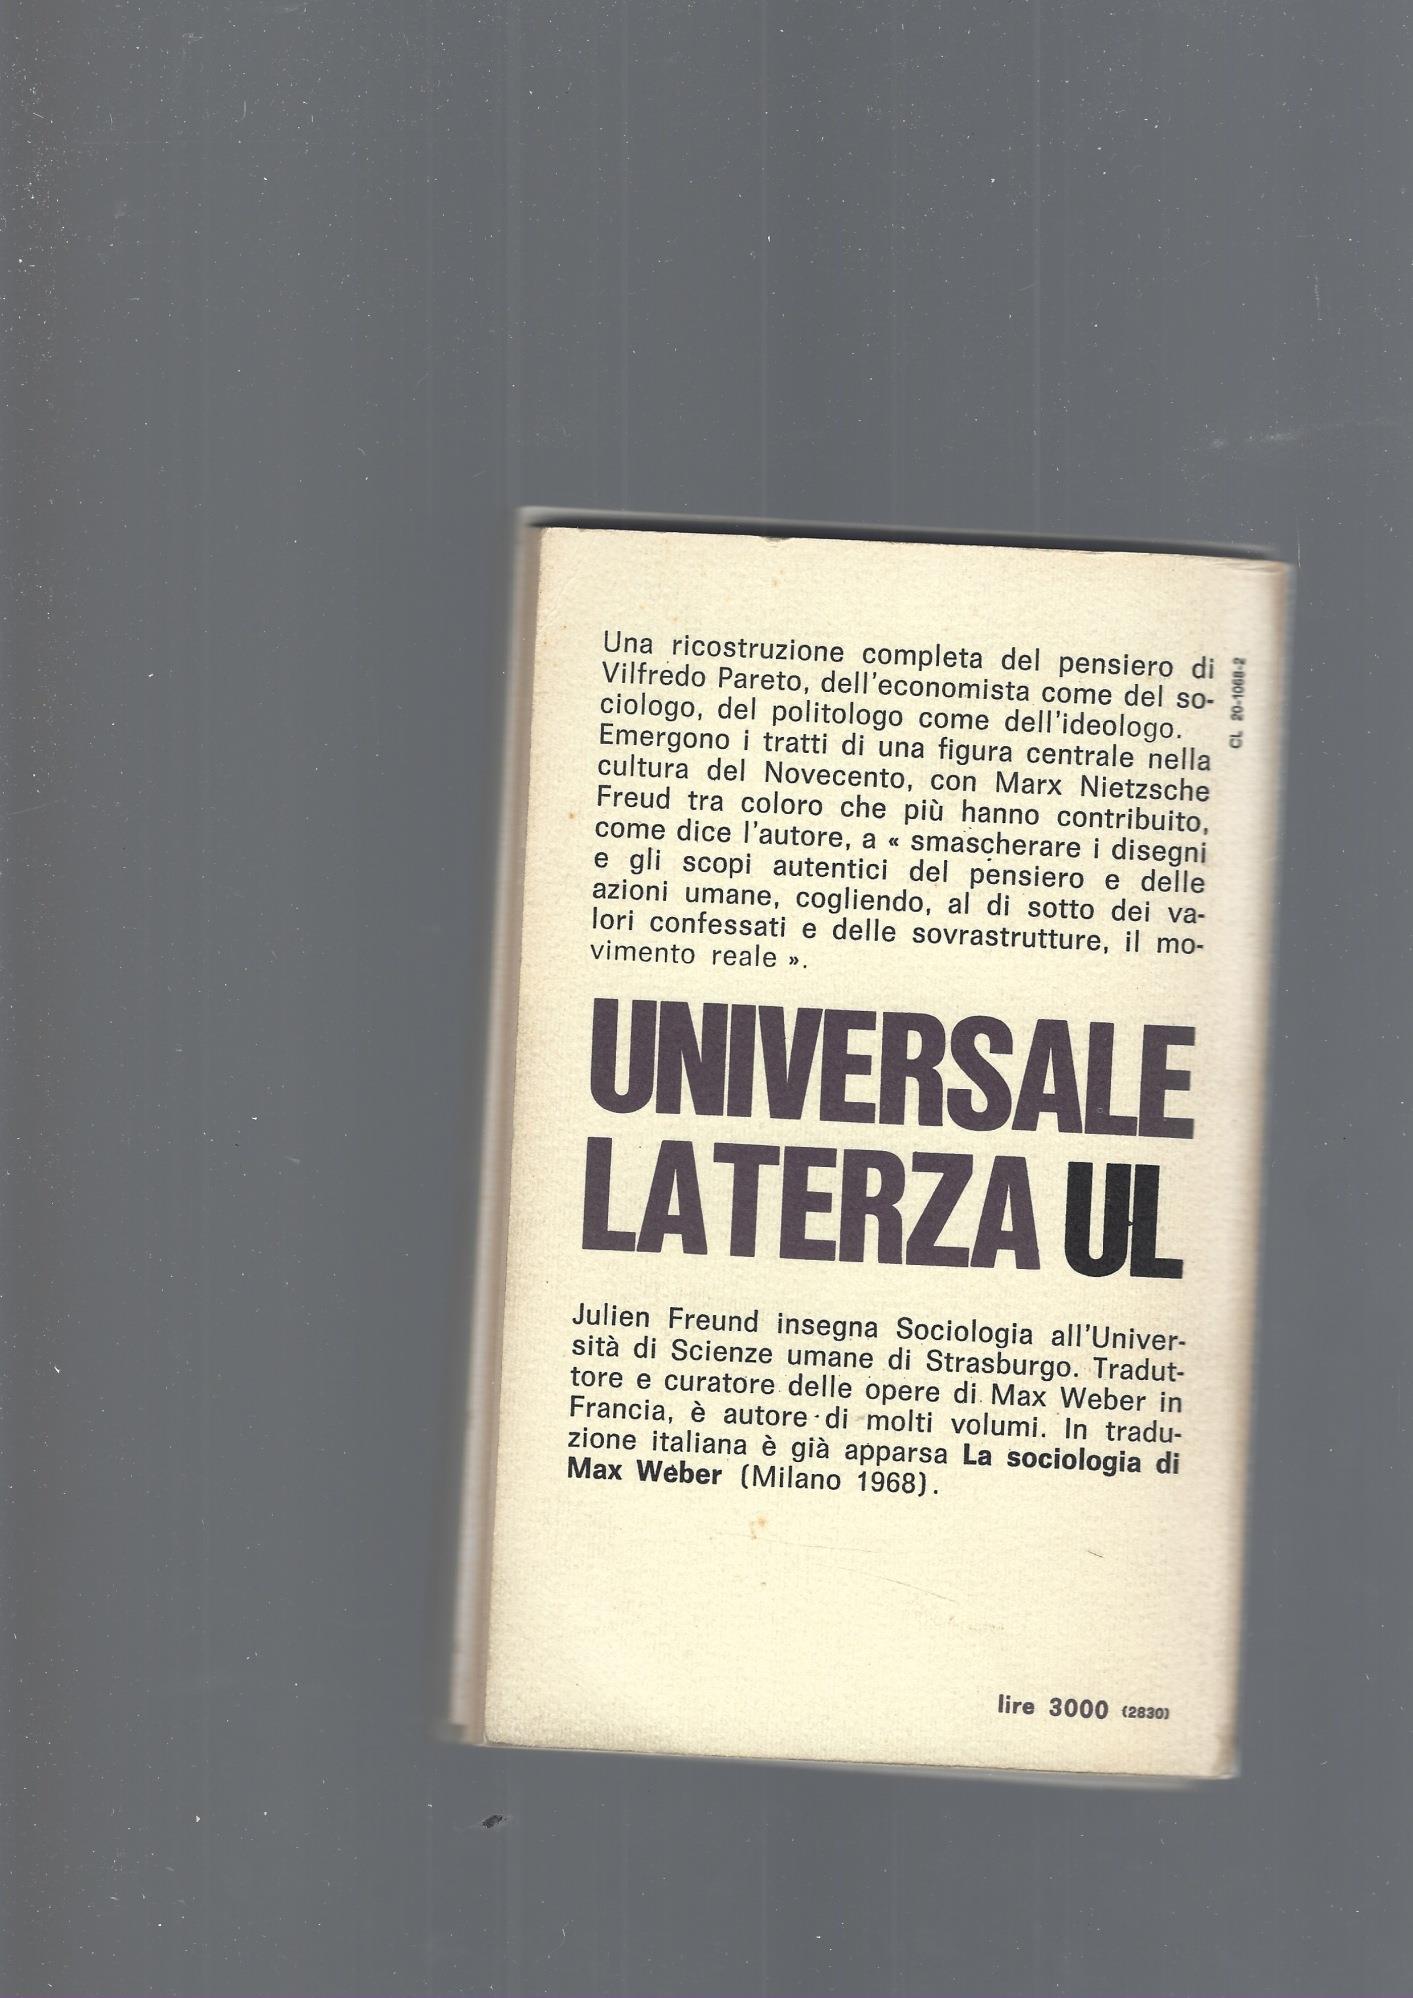 Una ricostruzione completa del pensiero di
Vilfredo Pareto, dell'economista come del so-
ciologo, del politologo come dell'ideologo.
Emergono i tratti di una figura centrale nella
cultura del Novecento, con Marx Nietzsche
Freud tra coloro che più hanno contribuito,
come dice l'autore, a « smascherare i disegni
e gli scopi autentici del pensiero e delle
azioni umane, cogliendo, al di sotto dei va-
lori confessati e delle sovrastrutture, il mo-
vimento reale ».
CL 20-1068-2
UNIVERSALE
LATERZA UL
Julien Freund insegna Sociologia all'Univer-
sità di Scienze umane di Strasburgo. Tradut-
tore e curatore delle opere di Max Weber in
Francia, è autore di molti volumi. In tradu-
zione italiana è già apparsa La sociologia di
Max Weber (Milano 1968).
lire 3000 (2830)